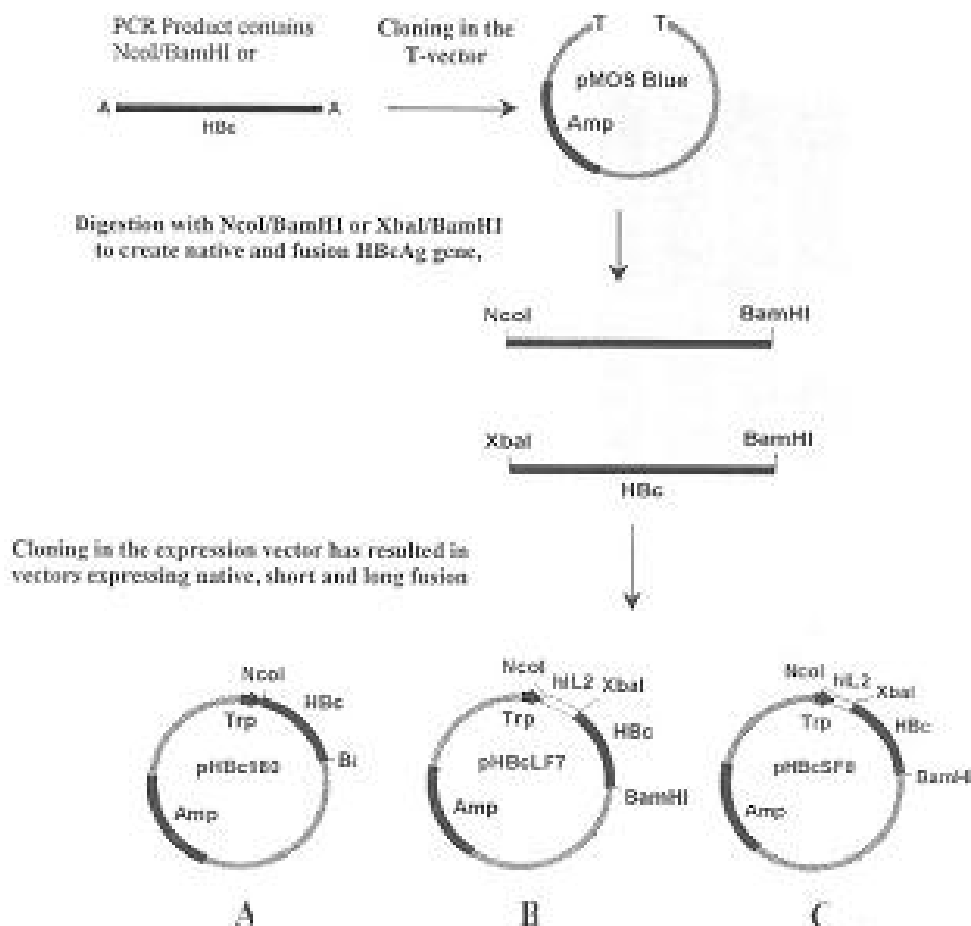 PCR Product contains
NcoI/BamHI or
Cloning in the
T-vector
T T
pMOS Blue
Amp
A A
HBc
Digestion with NcoI/BamHI or XbaI/BamHI
to create native and fusion HBcAg gene,
NcoI BamHI
XbaI BamHI
HBc
Cloning in the expression vector has resulted in
vectors expressing native, short and long fusion
NcoI
HBc
Trp
Amp
NcoI hIL2 XbaI
Trp
HBc
pHBcLF7
BamHI
Amp
NcoI hIL2 XbaI
Trp
HBc
BamHI
Amp
A B C